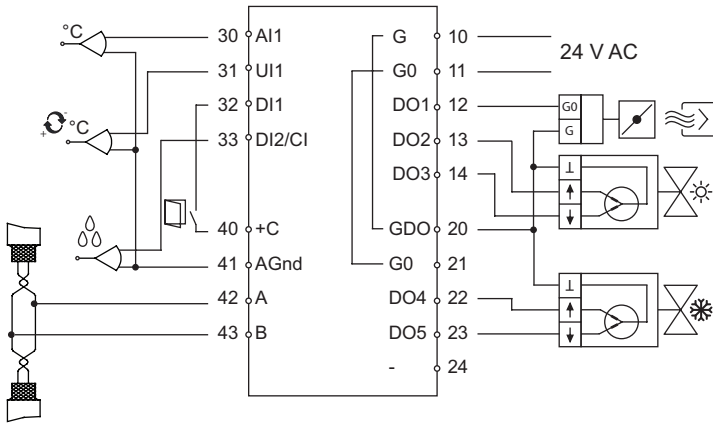 °C 30 AI1 G 10 24 V AC
31 UI1 G0 11
+ - °C 32 DI1 DO1 12 G0
33 DI2/CI DO2 13 G
DO3 14 ⊥
↑
↓
40 +C GDO 20
41 AGnd G0 21
42 A DO4 22 ⊥
↑
43 B DO5 23 ↓
- 24